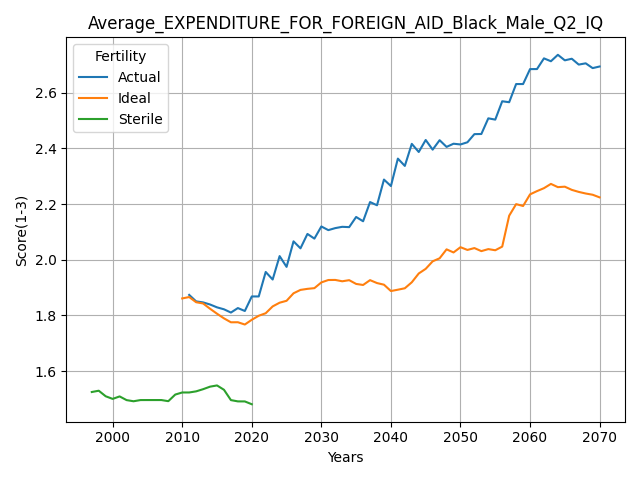 Average_EXPENDITURE_FOR_FOREIGN_AID_Black_Male_Q2_IQ
Fertility
Actual
Ideal
Sterile
Score(1-3)
2.6
2.4
2.2
2.0
1.8
1.6
2000 2010 2020 2030 2040 2050 2060 2070
Years